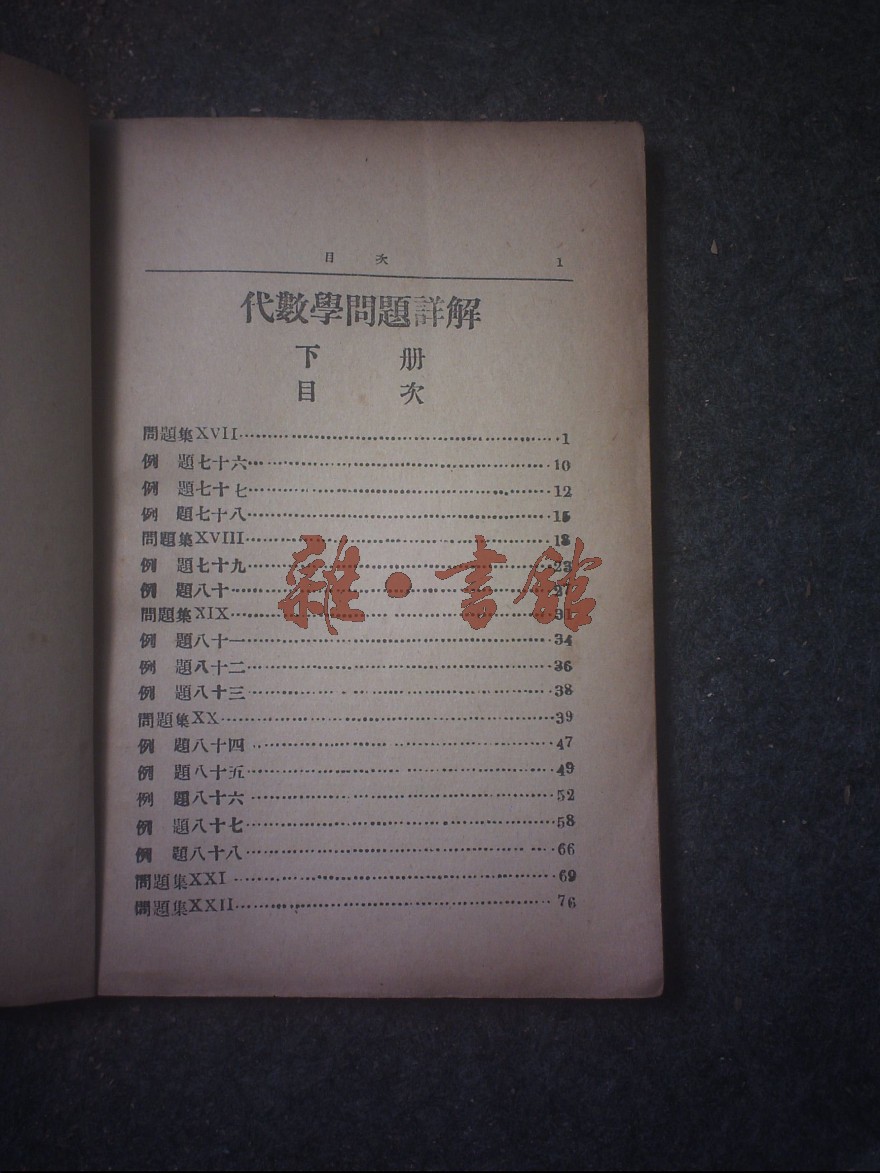 目 次 1
代數學問題詳解
下 册
目 次
問題集XVII……1
例 題七十六……10
例 題七十七……12
例 題七十八……15
問題集XVIII……18
例 題七十九……23
例 題八十……27
問題集XIX……31
例 題八十一……34
例 題八十二……36
例 題八十三……38
問題集XX……39
例 題八十四……47
例 題八十五……49
例 題八十六……52
例 題八十七……58
例 題八十八……66
問題集XXI……69
問題集XXII……76
雜·書館